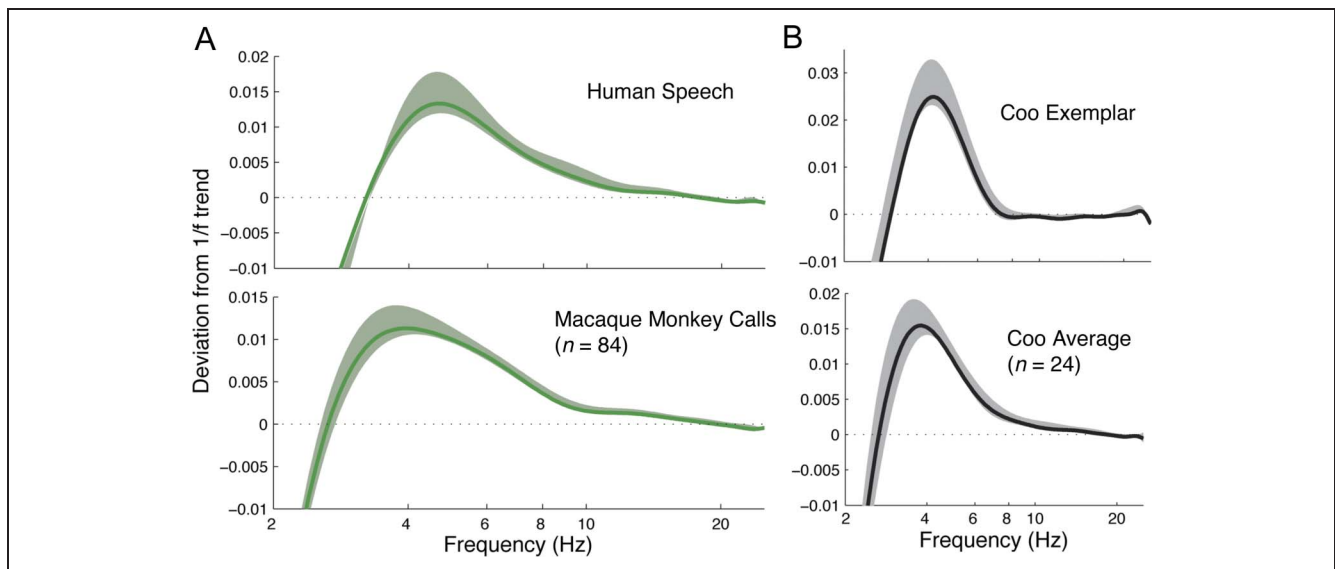 A
B
0.02
0.015
0.01
0.005
0
−0.005
−0.01
Human Speech
0.03
0.02
0.01
0
−0.01
Coo Exemplar
Deviation from 1/f trend
0.015
0.01
0.005
0
−0.005
−0.01
Macaque Monkey Calls
(n = 84)
2 4 6 8 10 20
Frequency (Hz)
0.02
0.015
0.01
0.005
0
−0.005
−0.01
Coo Average
(n = 24)
2 4 6 8 10 20
Frequency (Hz)